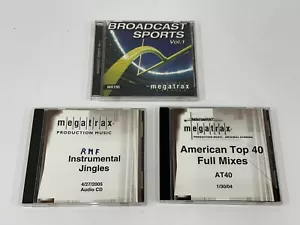 BROADCAST
SPORTS
Vol.1
megatrax
megatrax
PRODUCTION MUSIC
RMF
Instrumental
Jingles
4/27/2005
Audio CD
megatrax
American Top 40
Full Mixes
AT40
1/30/04